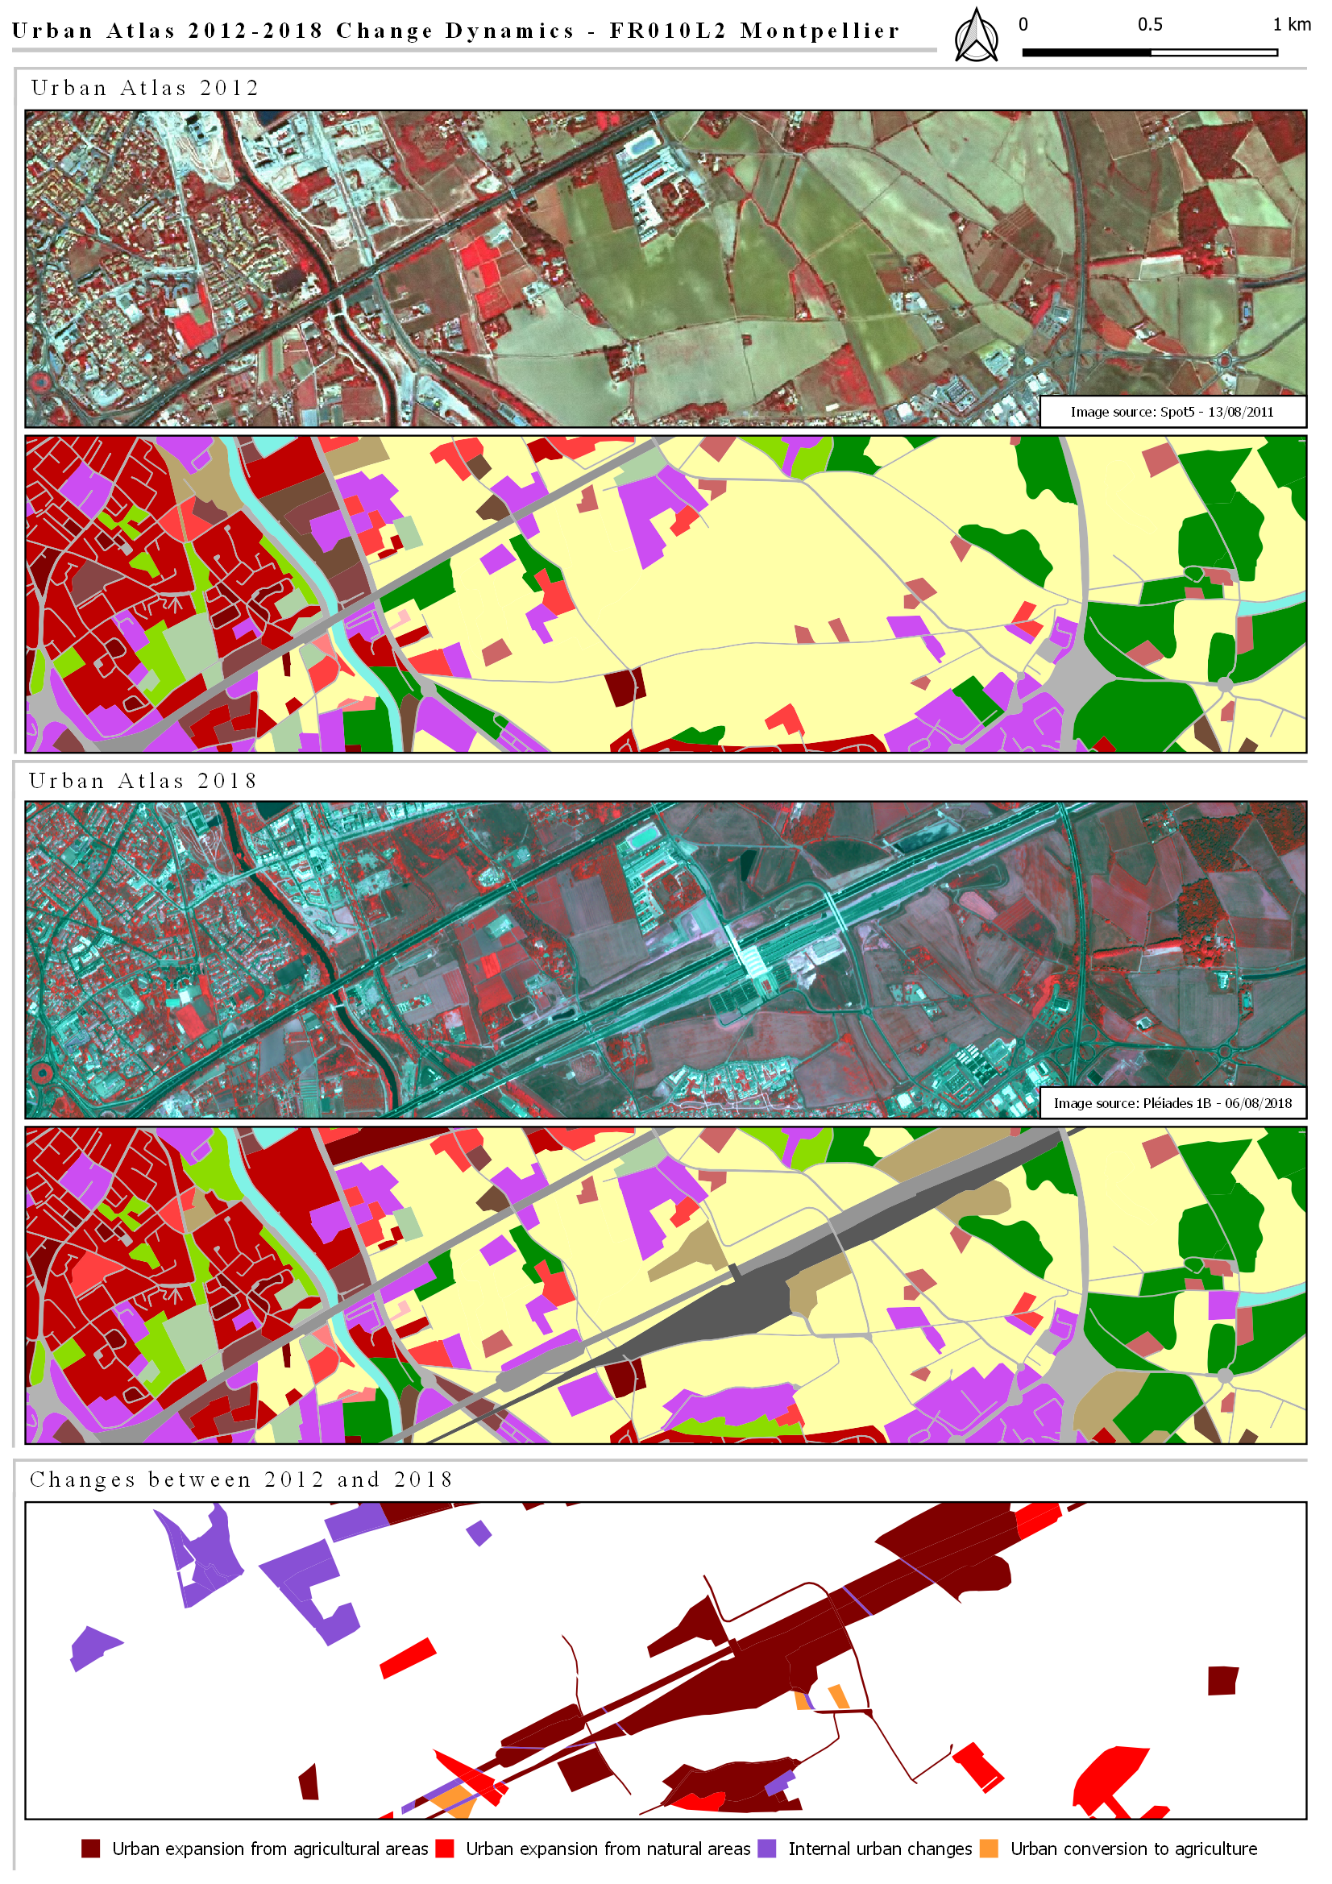 Urban Atlas 2012-2018 Change Dynamics - FR010L2 Montpellier
0 0.5 1 km
Urban Atlas 2012
Image source: Spot5 - 13/08/2011
Urban Atlas 2018
Image source: Pléiades 1B - 06/08/2018
Changes between 2012 and 2018
Urban expansion from agricultural areas Urban expansion from natural areas Internal urban changes Urban conversion to agriculture